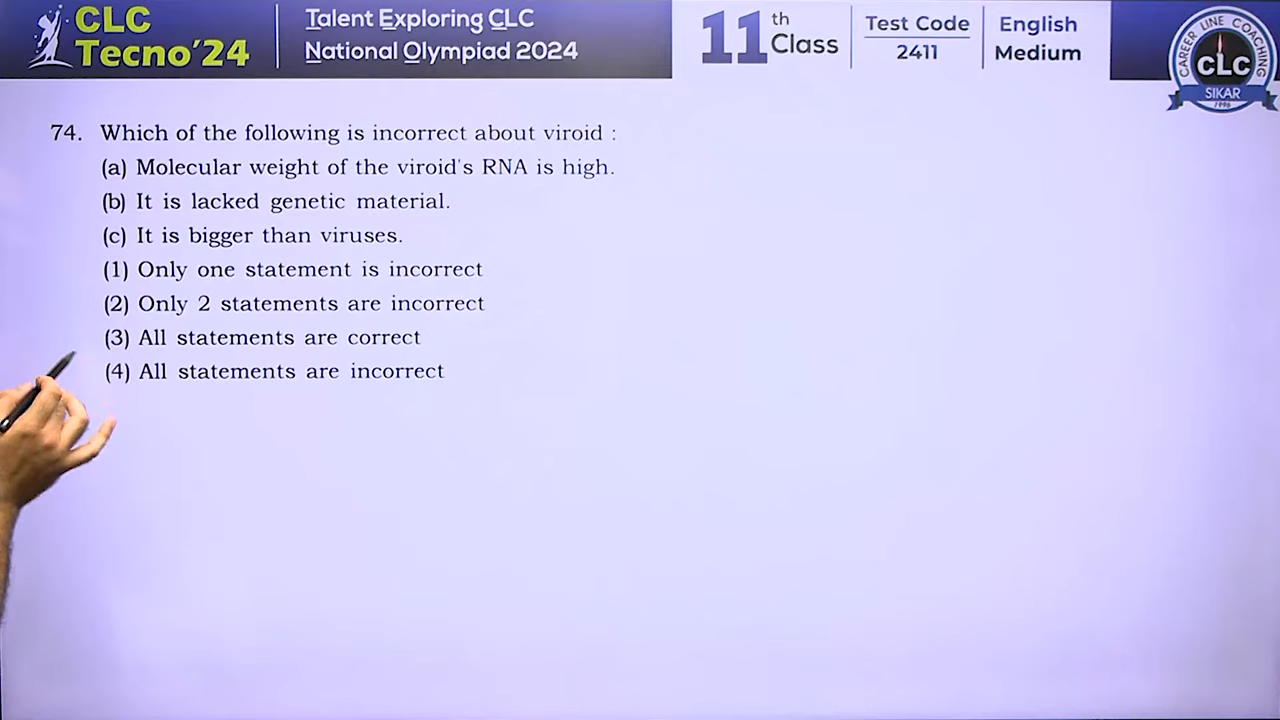 CLC
Tecno'24
Talent Exploring CLC
National Olympiad 2024
11th Class
Test Code
2411
English
Medium
CAREER LINE COACHING
CLC
SIKAR
1996
74. Which of the following is incorrect about viroid :
(a) Molecular weight of the viroid's RNA is high.
(b) It is lacked genetic material.
(c) It is bigger than viruses.
(1) Only one statement is incorrect
(2) Only 2 statements are incorrect
(3) All statements are correct
(4) All statements are incorrect